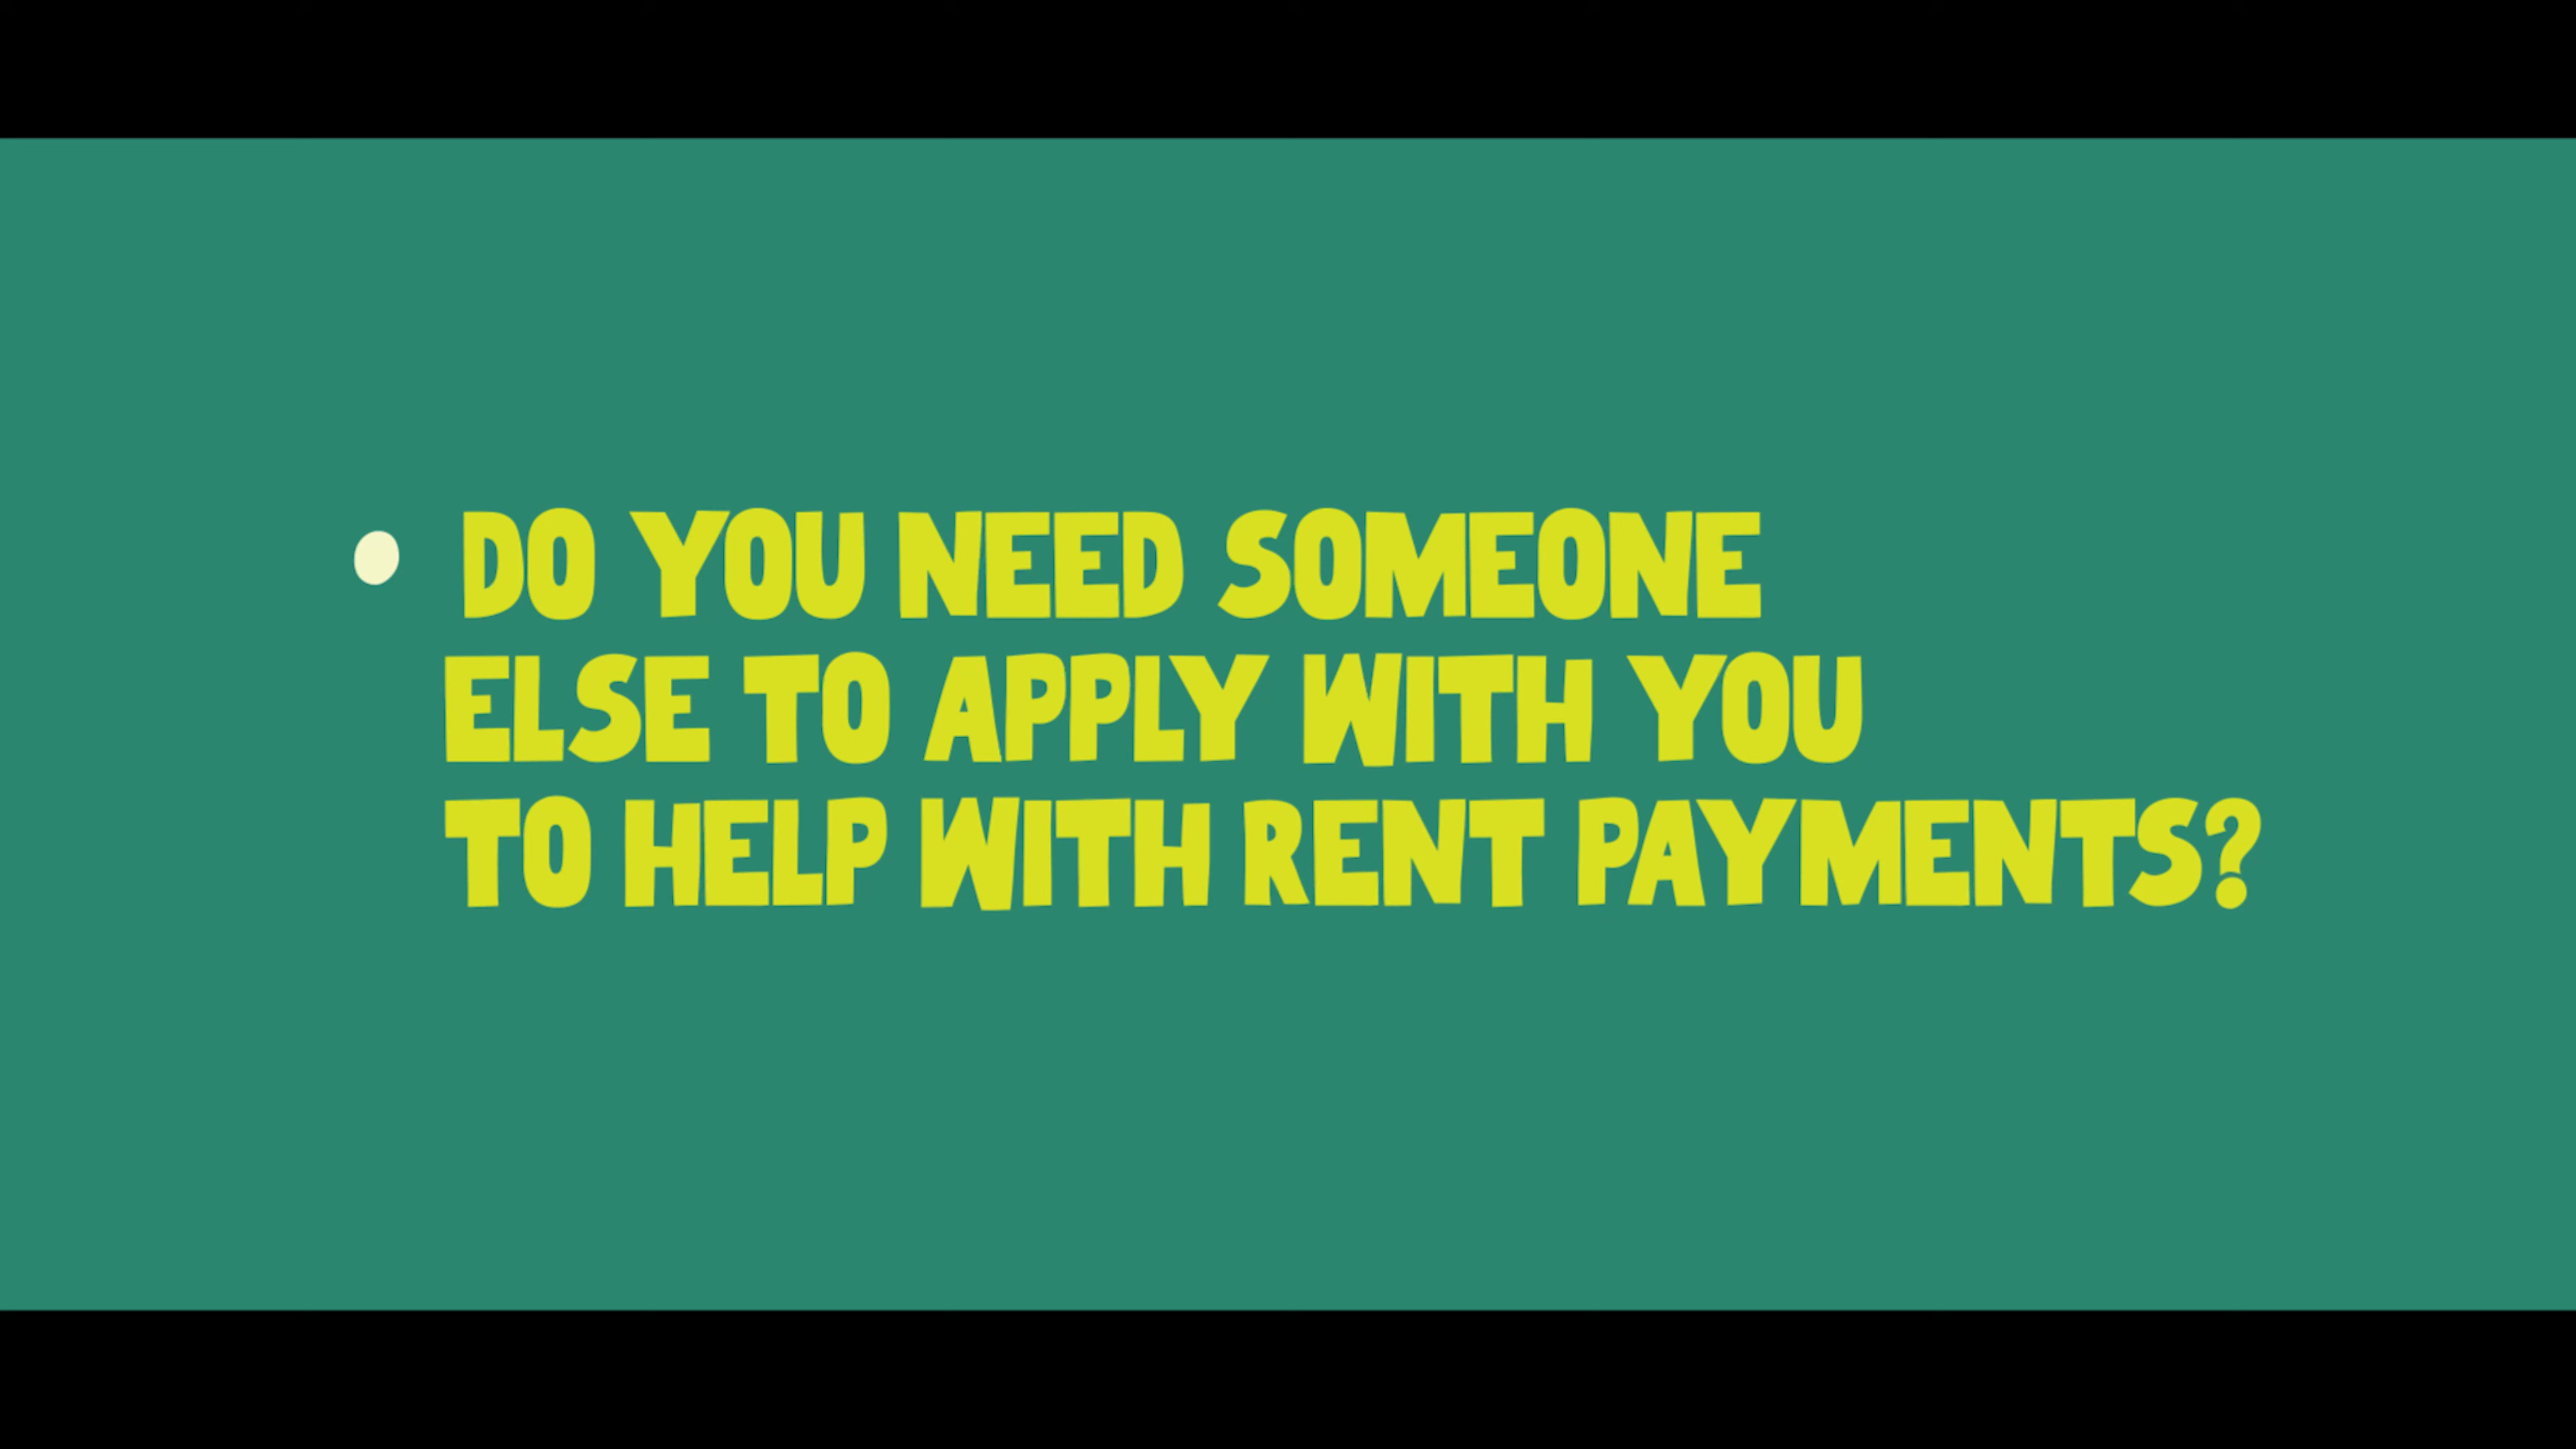 • DO YOU NEED SOMEONE
ELSE TO APPLY WITH YOU
TO HELP WITH RENT PAYMENTS?